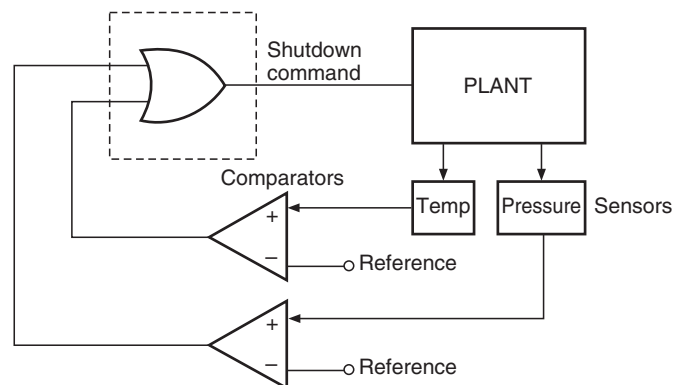 Shutdown
command
PLANT
Comparators
Temp
Pressure
Sensors
+
−
Reference
+
−
Reference